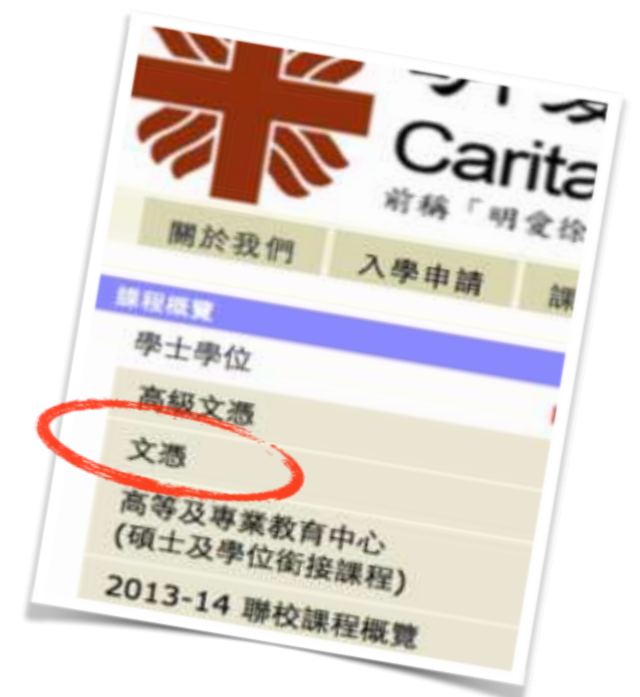 Carita
前稱「明愛徐
關於我們
入學申請
課
課程概覽
學士學位
高級文憑
文憑
高等及專業教育中心
(碩士及學位銜接課程)
2013-14 聯校課程概覽